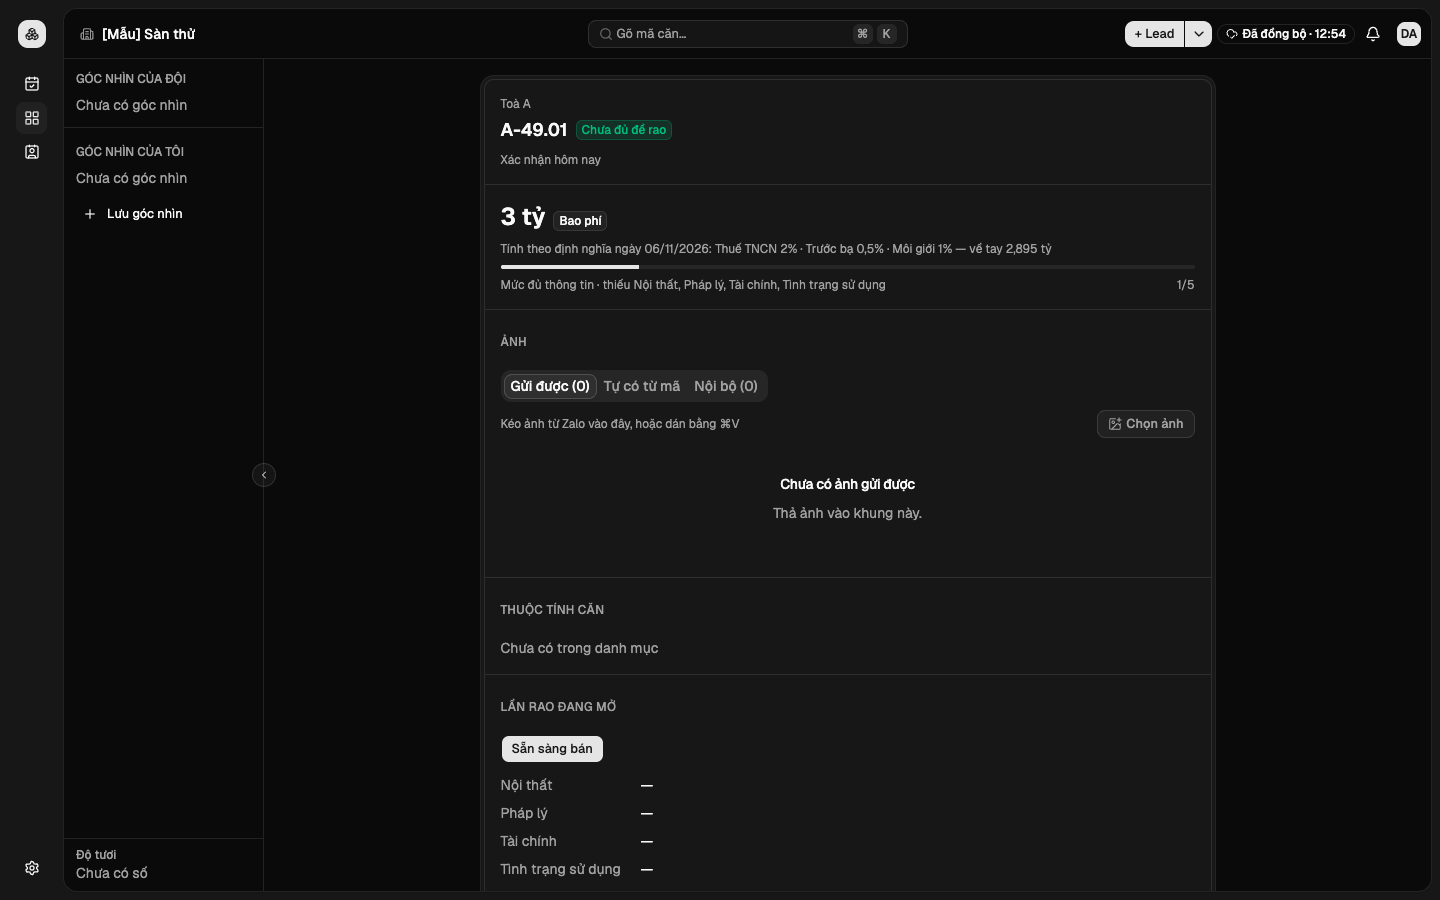 [Mẫu] Sàn thử
Gõ mã căn...
⌘ K
+ Lead
Đã đồng bộ · 12:54
DA
GÓC NHÌN CỦA ĐỘI
Chưa có góc nhìn
GÓC NHÌN CỦA TÔI
Chưa có góc nhìn
Lưu góc nhìn
Độ tươi
Chưa có số
Toà A
A-49.01 Chưa đủ để rao
Xác nhận hôm nay
3 tỷ Bao phí
Tính theo định nghĩa ngày 06/11/2026: Thuế TNCN 2% · Trước bạ 0,5% · Môi giới 1% — về tay 2,895 tỷ
Mức đủ thông tin · thiếu Nội thất, Pháp lý, Tài chính, Tình trạng sử dụng 1/5
ẢNH
Gửi được (0) Tự có từ mã Nội bộ (0)
Kéo ảnh từ Zalo vào đây, hoặc dán bằng ⌘V
Chọn ảnh
Chưa có ảnh gửi được
Thả ảnh vào khung này.
THUỘC TÍNH CĂN
Chưa có trong danh mục
LẦN RAO ĐANG MỞ
Sẵn sàng bán
Nội thất —
Pháp lý —
Tài chính —
Tình trạng sử dụng —